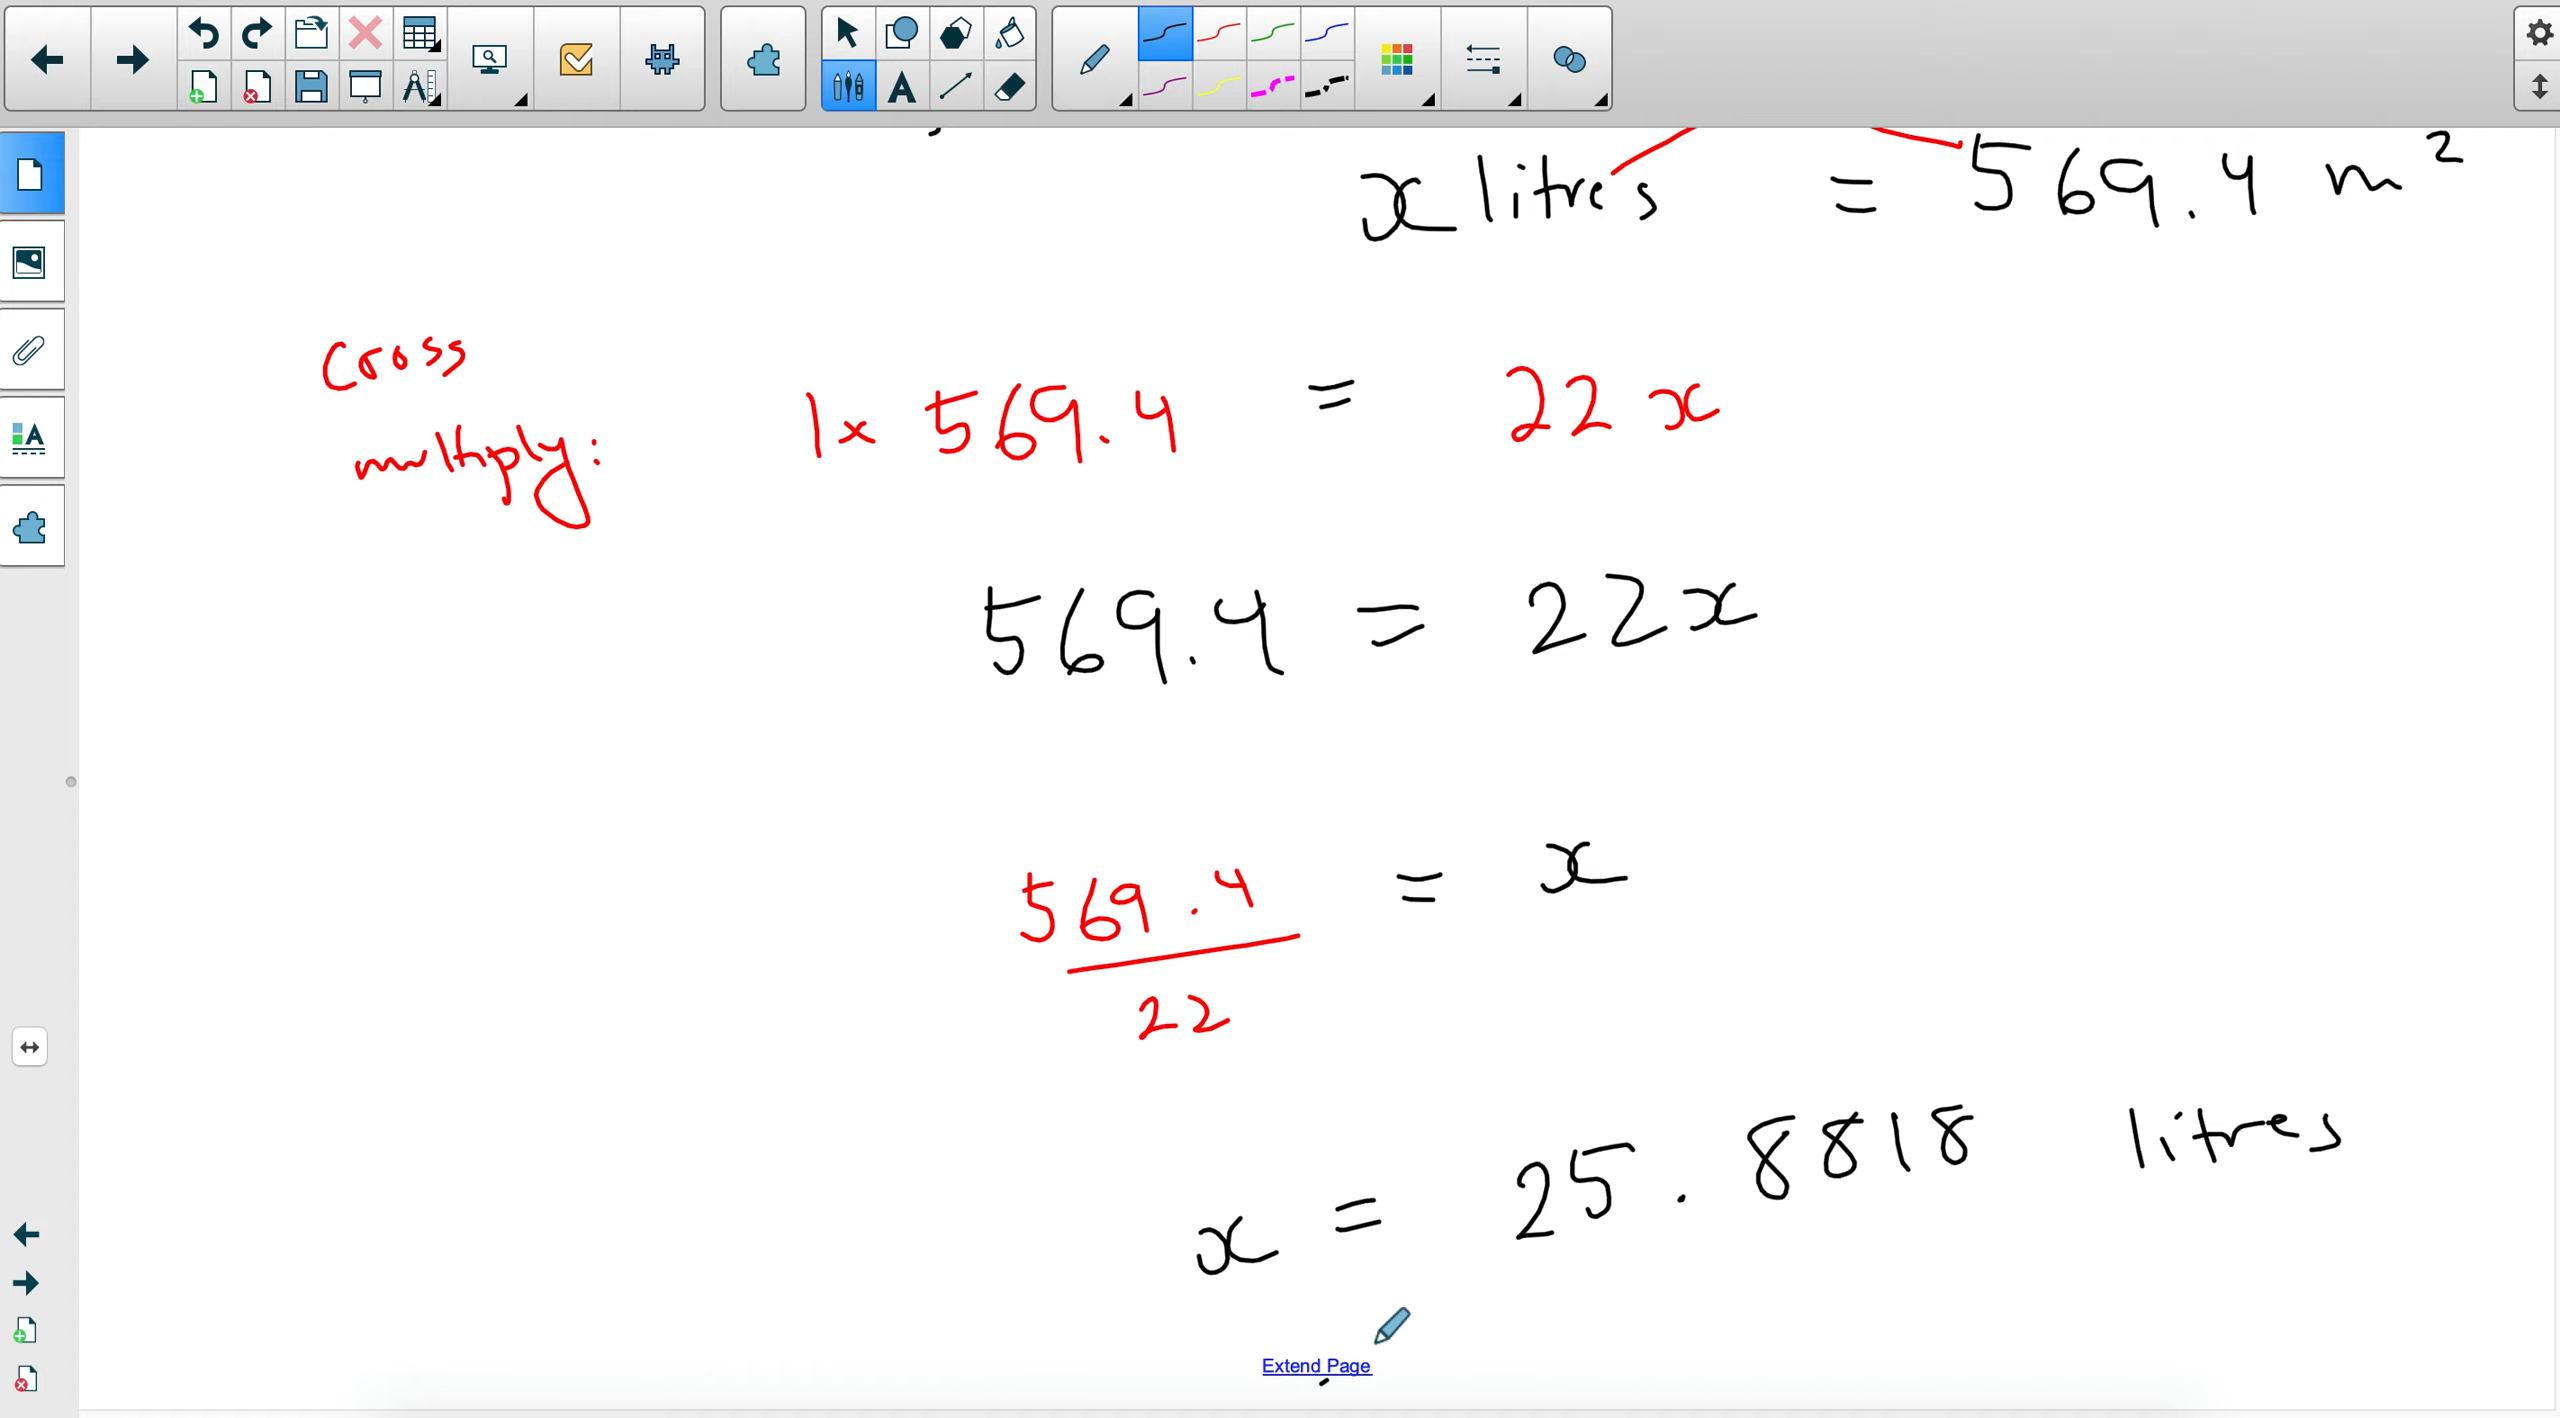 x litres = 569.4 m²
Cross
multiply:
1 x 569.4 = 22x
569.4 = 22x
569.4
22
= x
x = 25.8818 litres
Extend Page